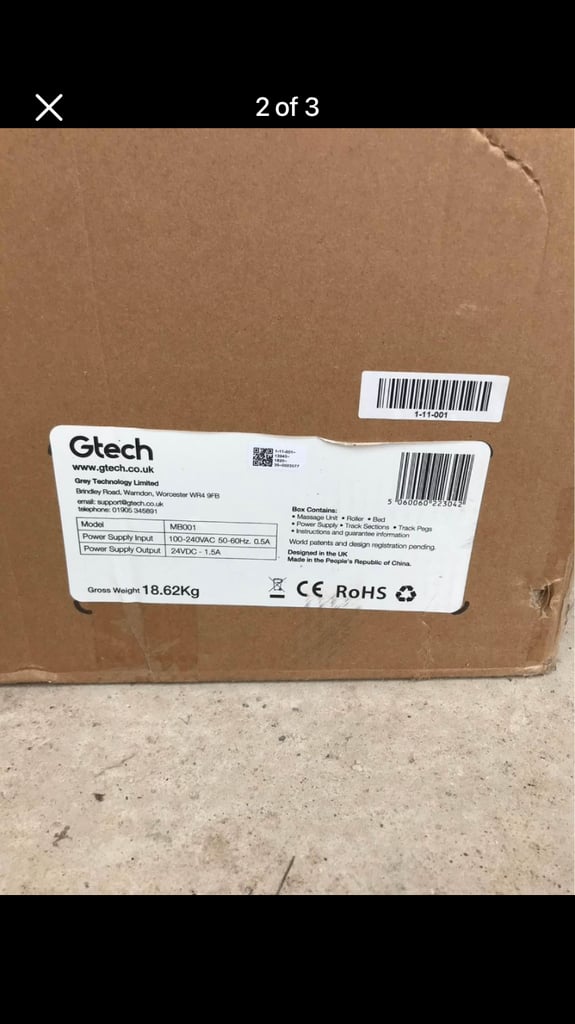 2 of 3
1-11-001
Gtech
www.gtech.co.uk
Grey Technology Limited
Brindley Road, Warndon, Worcester WR4 9FB
email: support@gtech.co.uk
telephone: 01905 345891
Model MB001
Power Supply Input 100-240VAC 50-60Hz. 0.5A
Power Supply Output 24VDC - 1.5A
Gross Weight 18.62Kg
1-11-001-
5 060060 223042
Box Contains:
• Massage Unit • Roller • Bed
• Power Supply • Track Sections • Track Pegs
• Instructions and guarantee information
World patents and design registration pending.
Designed in the UK
Made in the People's Republic of China.
CE RoHS